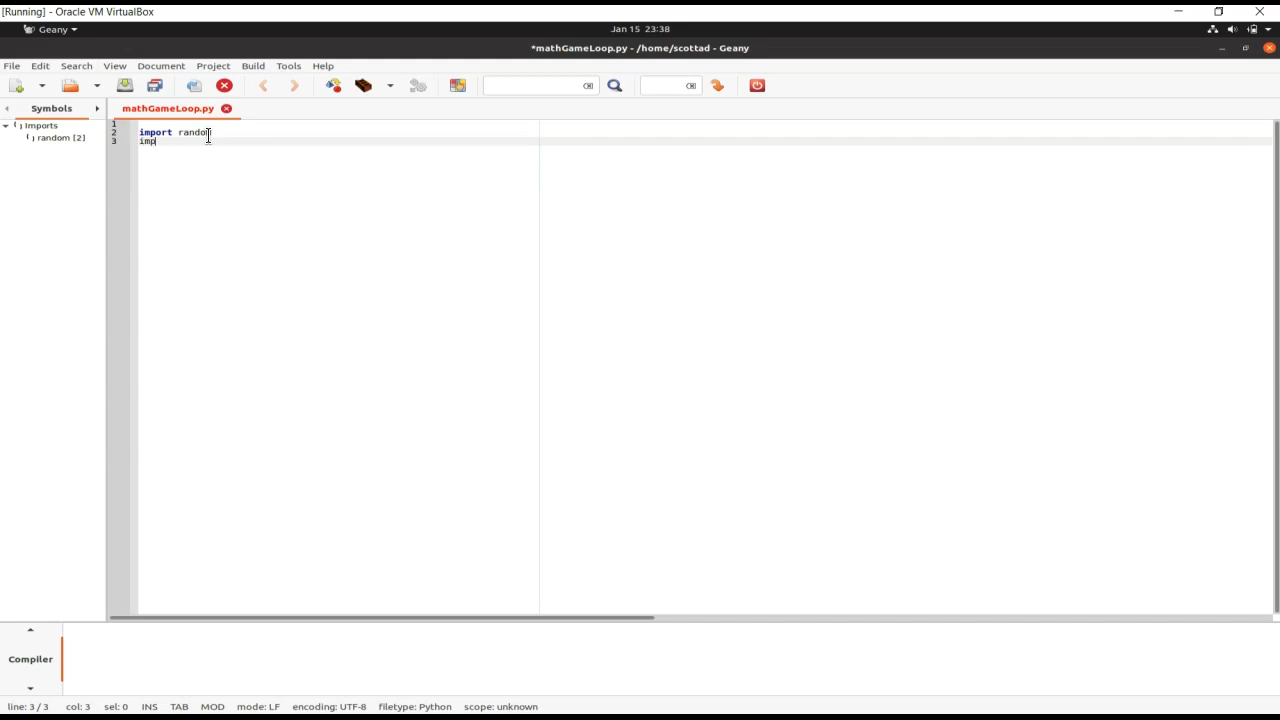 [Running] - Oracle VM VirtualBox
Geany
Jan 15 23:38
*mathGameLoop.py - /home/scottad - Geany
File Edit Search View Document Project Build Tools Help
Symbols
mathGameLoop.py
Imports
random [2]
1
2 import random
3 imp
Compiler
line: 3 / 3 col: 3 sel: 0 INS TAB MOD mode: LF encoding: UTF-8 filetype: Python scope: unknown